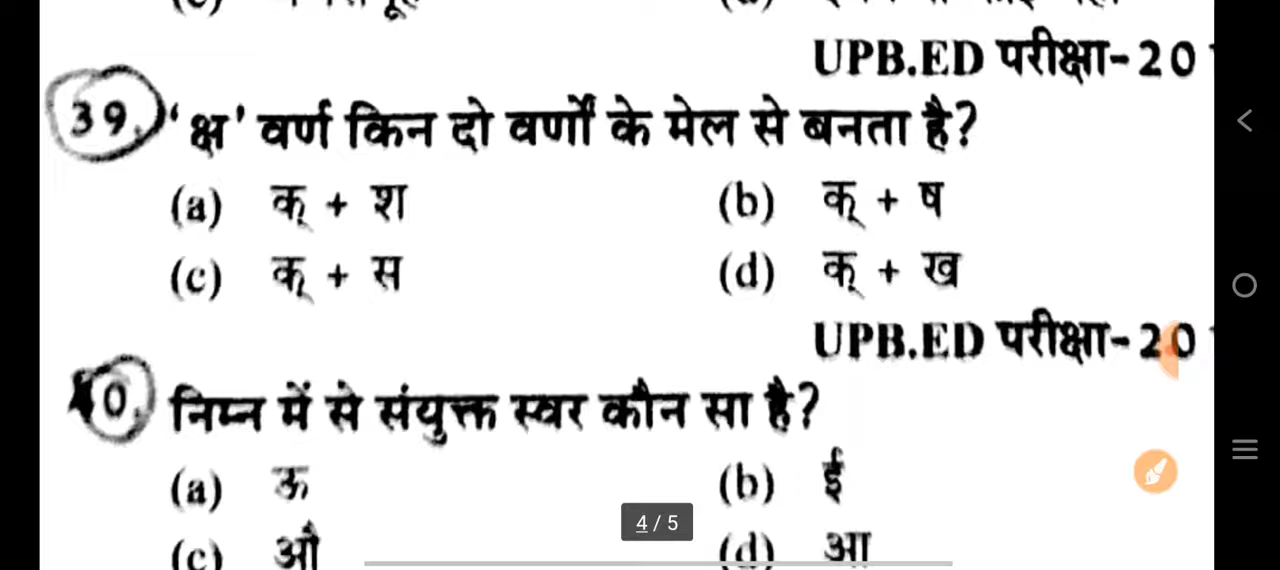 UPB.ED परीक्षा-20
39. 'क्ष' वर्ण किन दो वर्णों के मेल से बनता है?
(a) क् + श (b) क् + ष
(c) क् + स (d) क् + ख
UPB.ED परीक्षा-20
40. निम्न में से संयुक्त स्वर कौन सा है?
(a) ऊ (b) ई
(c) औ (d) आ
4 / 5